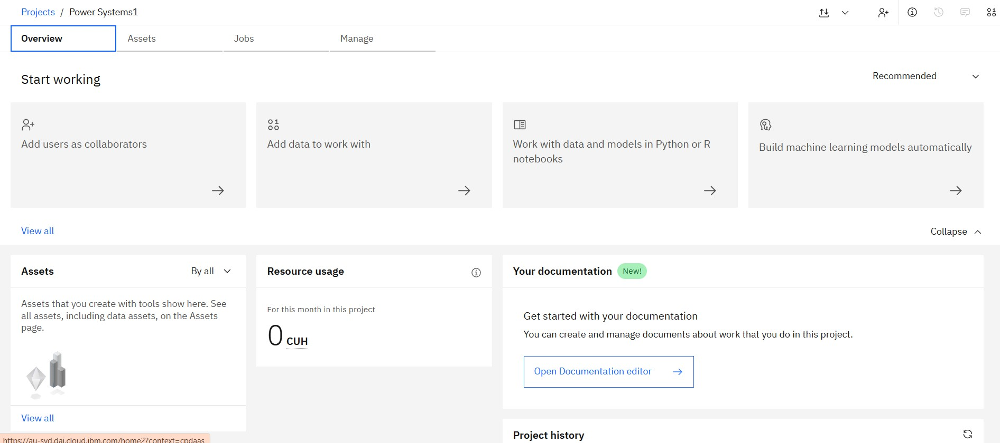 Projects / Power Systems1
Overview
Assets
Jobs
Manage
Start working
Recommended
Add users as collaborators
Add data to work with
Work with data and models in Python or R
notebooks
Build machine learning models automatically
View all
Collapse
Assets
By all
Assets that you create with tools show here. See
all assets, including data assets, on the Assets
page.
View all
Resource usage
For this month in this project
0 CUH
Your documentation
New!
Get started with your documentation
You can create and manage documents about work that you do in this project.
Open Documentation editor
Project history
https://au-syd.dai.cloud.ibm.com/home2?context=cpdaas